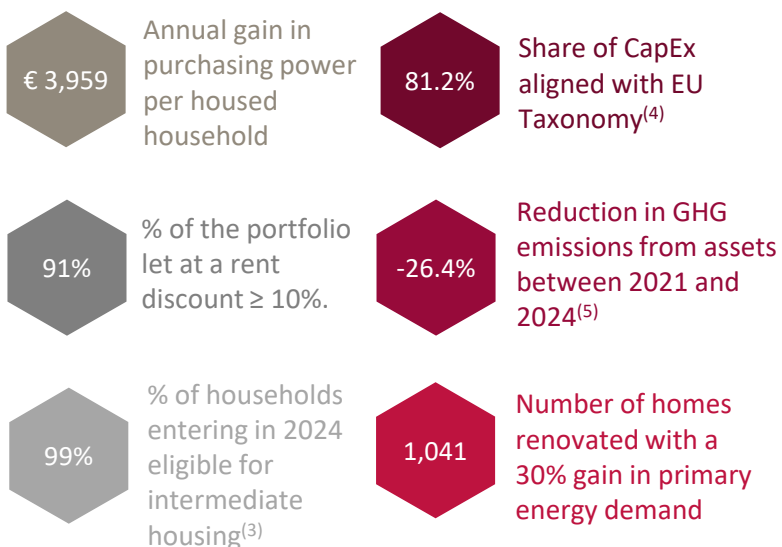 € 3,959
Annual gain in
purchasing power
per housed
household
81.2%
Share of CapEx
aligned with EU
Taxonomy(4)
91%
% of the portfolio
let at a rent
discount ≥ 10%.
-26.4%
Reduction in GHG
emissions from assets
between 2021 and
2024(5)
99%
% of households
entering in 2024
eligible for
intermediate
housing(3)
1,041
Number of homes
renovated with a
30% gain in primary
energy demand